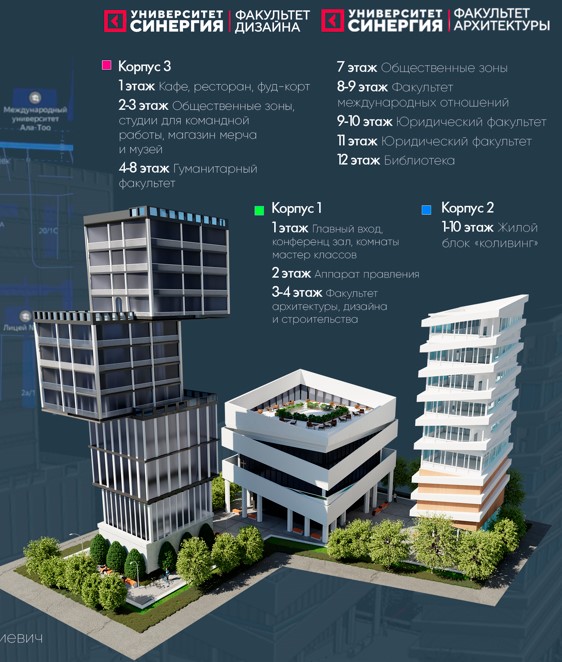 УНИВЕРСИТЕТ
СИНЕРГИЯ
ФАКУЛЬТЕТ
ДИЗАЙНА
УНИВЕРСИТЕТ
СИНЕРГИЯ
ФАКУЛЬТЕТ
АРХИТЕКТУРЫ
Корпус 3
1 этаж Кафе, ресторан, фуд-корт
2-3 этаж Общественные зоны,
студии для командной
работы, магазин мерча
и музей
4-8 этаж Гуманитарный
факультет
7 этаж Общественные зоны
8-9 этаж Факультет
международных отношений
9-10 этаж Юридический факультет
11 этаж Юридический факультет
12 этаж Библиотека
Международный
университет
Ала-Тоо
20/1С
Корпус 1
1 этаж Главный вход,
конференц зал, комнаты
мастер классов
2 этаж Аппарат правления
3-4 этаж Факультет
архитектуры, дизайна
и строительства
Корпус 2
1-10 этаж Жилой
блок «коливинг»
Лицей
иевич